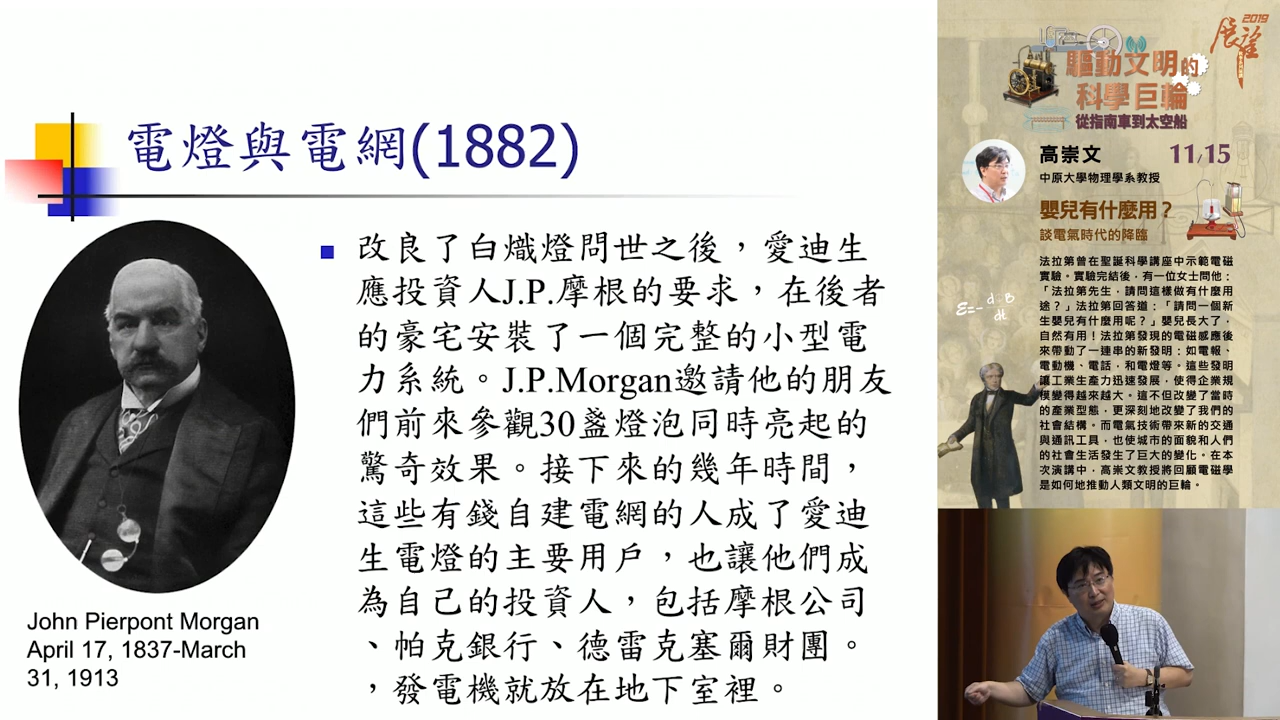 電燈與電網(1882)
改良了白熾燈問世之後，愛迪生
應投資人J.P.摩根的要求，在後者
的豪宅安裝了一個完整的小型電
力系統。J.P.Morgan邀請他的朋友
們前來參觀30盞燈泡同時亮起的
驚奇效果。接下來的幾年時間，
這些有錢自建電網的人成了愛迪
生電燈的主要用戶，也讓他們成
為自己的投資人，包括摩根公司
、帕克銀行、德雷克塞爾財團。
，發電機就放在地下室裡。
John Pierpont Morgan
April 17, 1837-March
31, 1913
2019
展望
驅動文明的
科學巨輪
從指南車到太空船
高崇文
11/15
中原大學物理學系教授
嬰兒有什麼用？
談電氣時代的降臨
法拉第曾在聖誕科學講座中示範電磁
實驗。實驗完結後，有一位女士問他：
「法拉第先生，請問這樣做有什麼用
途？」法拉第回答道：「請問一個新
生嬰兒有什麼用呢？」嬰兒長大了，
自然有用！法拉第發現的電磁感應後
來帶動了一連串的新發明：如電報、
電動機、電話，和電燈等。這些發明
讓工業生產力迅速發展，使得企業規
模變得越來越大。這不但改變了當時
的產業型態，更深刻地改變了我們的
社會結構。而電氣技術帶來新的交通
與通訊工具，也使城市的面貌和人們
的社會生活發生了巨大的變化。在本
次演講中，高崇文教授將回顧電磁學
是如何地推動人類文明的巨輪。